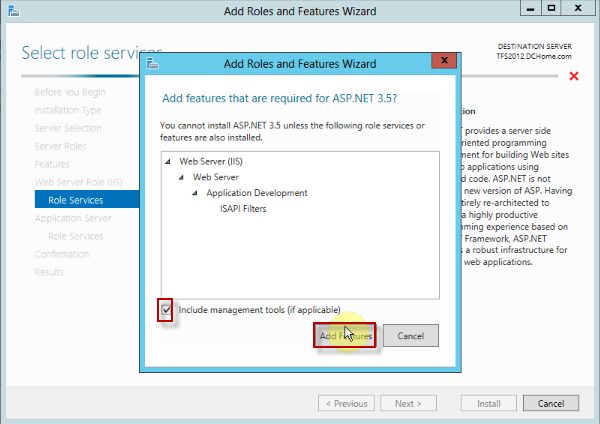 Add Roles and Features Wizard
Select role services
DESTINATION SERVER
TFS2012.DCHome.com
Before You Begin
Installation Type
Server Selection
Server Roles
Features
Web Server Role (IIS)
Role Services
Application Server
Role Services
Confirmation
Results
Add Roles and Features Wizard
Add features that are required for ASP.NET 3.5?
You cannot install ASP.NET 3.5 unless the following role services or
features are also installed.
Web Server (IIS)
Web Server
Application Development
ISAPI Filters
Include management tools (if applicable)
Add Features
Cancel
provides a server side
oriented programming
for building Web sites
applications using
code. ASP.NET is not
new version of ASP. Having
re-architected to
a highly productive
experience based on
Framework, ASP.NET
a robust infrastructure for
web applications.
< Previous
Next >
Install
Cancel